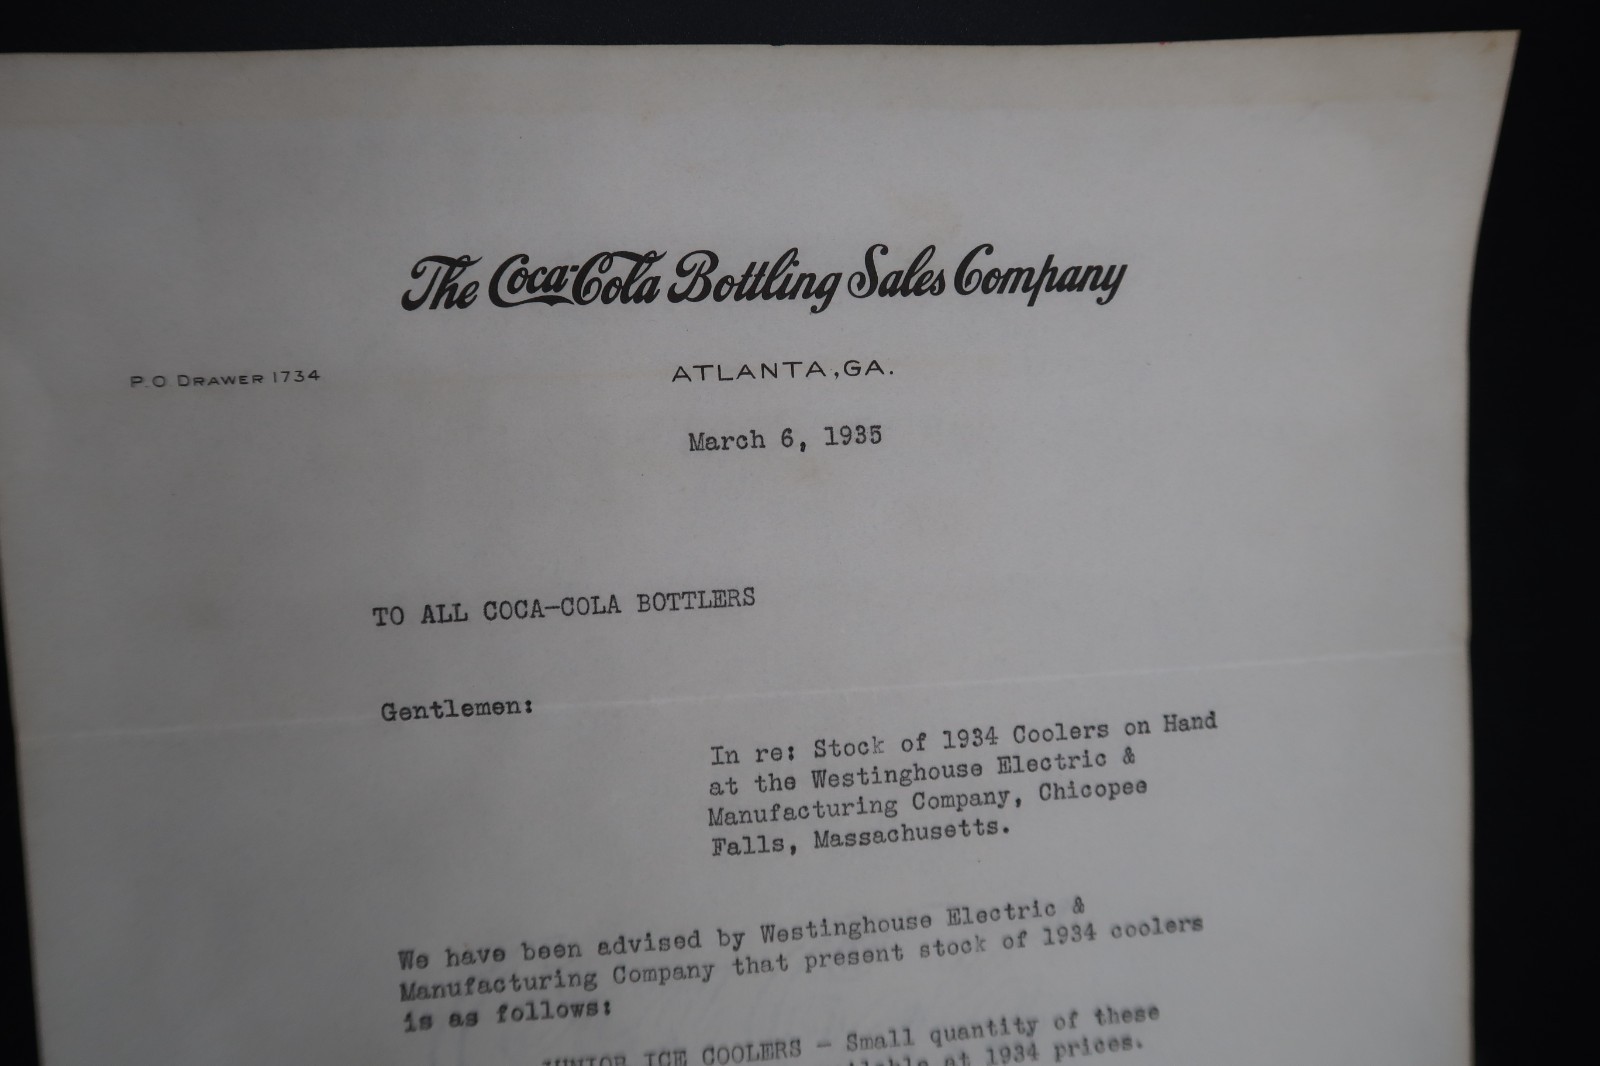 The Coca-Cola Bottling Sales Company
P.O DRAWER 1734
ATLANTA, GA.
March 6, 1935
TO ALL COCA-COLA BOTTLERS
Gentlemen:
In re: Stock of 1934 Coolers on Hand
at the Westinghouse Electric &
Manufacturing Company, Chicopee
Falls, Massachusetts.
We have been advised by Westinghouse Electric &
Manufacturing Company that present stock of 1934 coolers
is as follows:
JUNIOR ICE COOLERS - Small quantity of these
at 1934 prices.